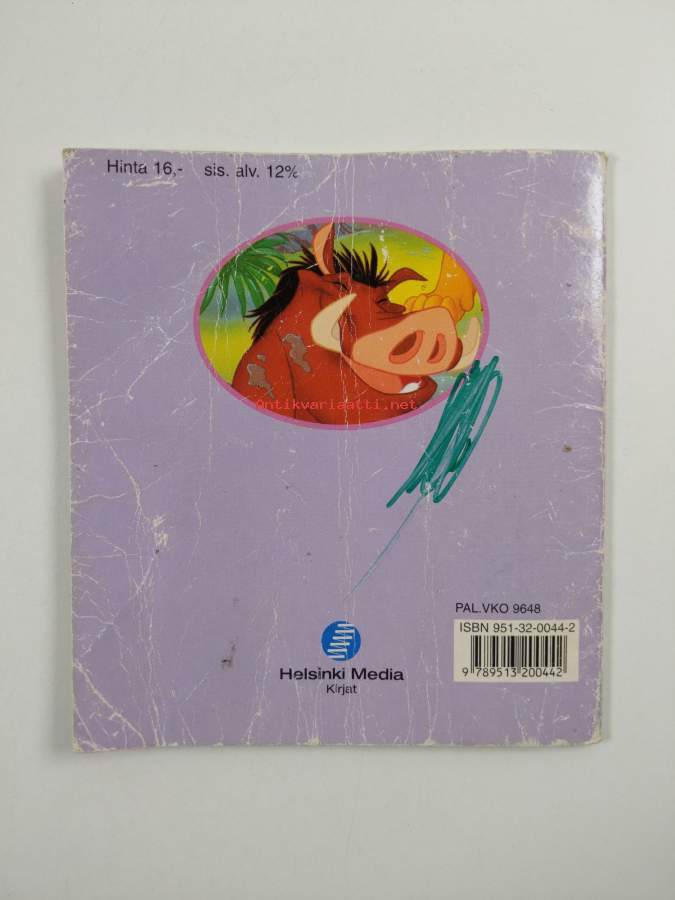 Hinta 16,- sis. alv. 12%
Antikvariaatti.net
PAL.VKO 9648
ISBN 951-32-0044-2
9 789513 200442
Helsinki Media
Kirjat